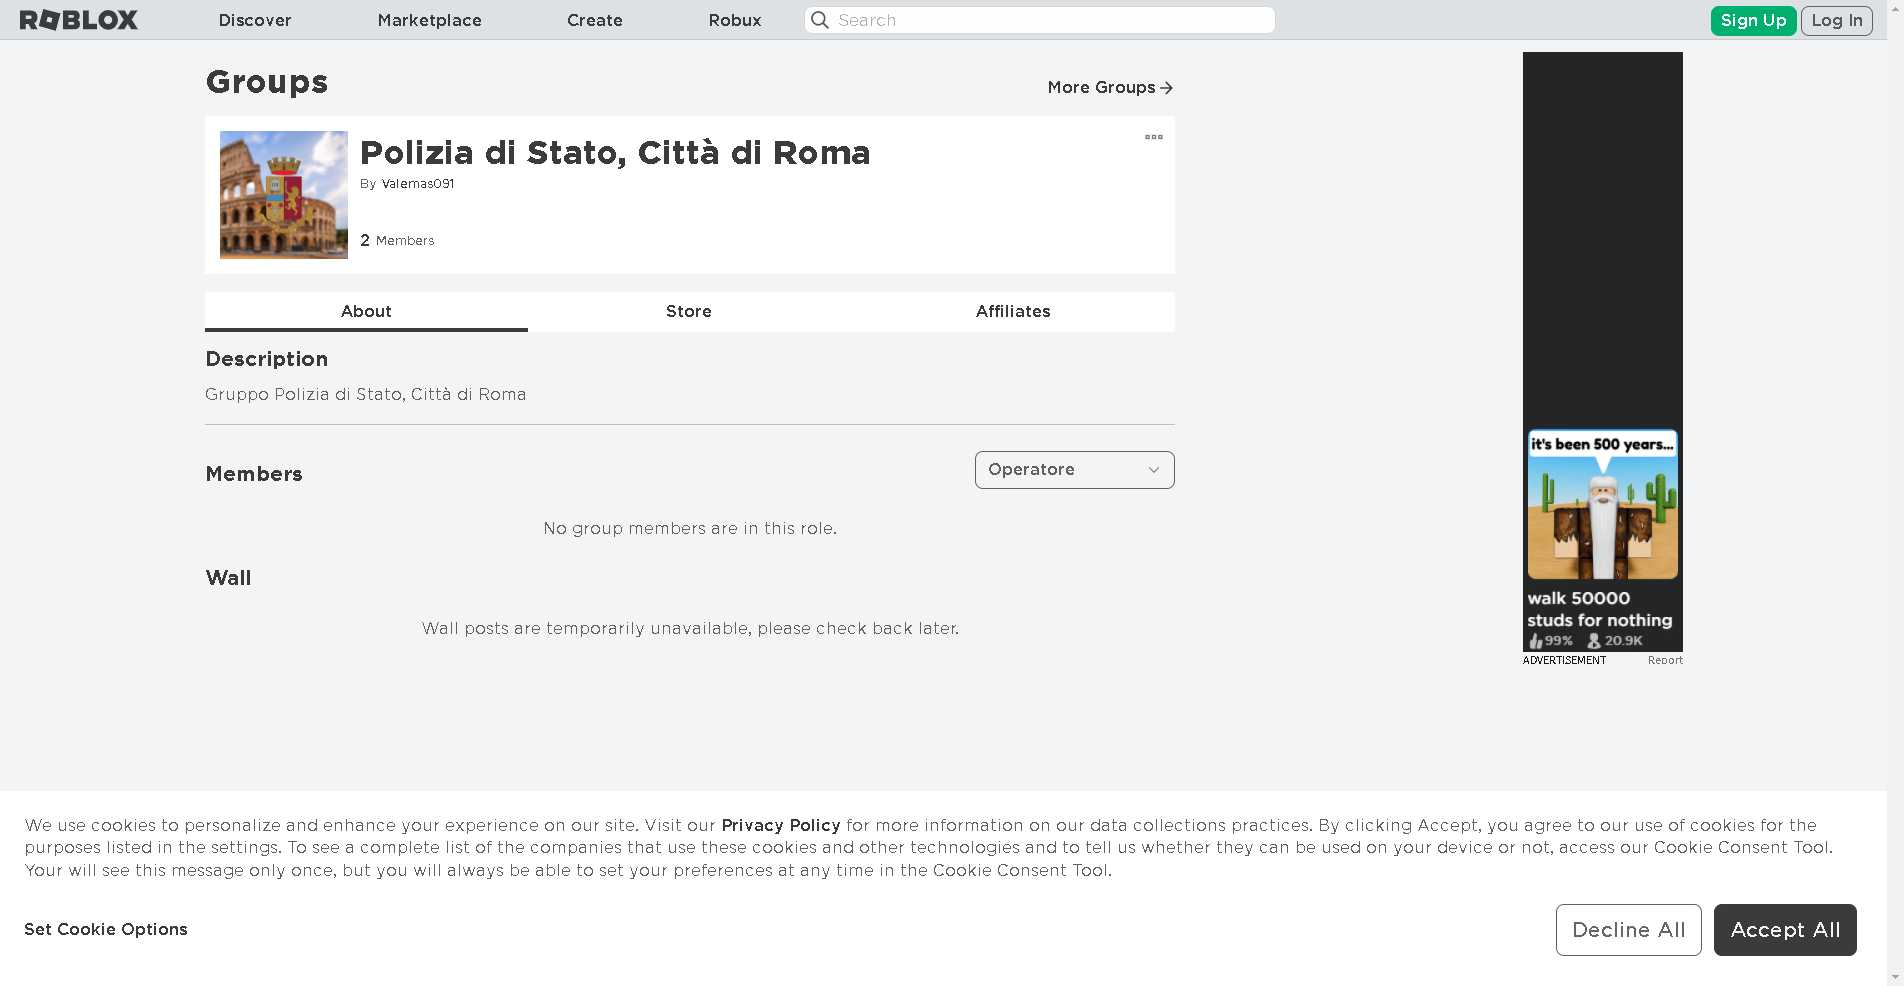 ROBLOX Discover Marketplace Create Robux Search Sign Up Log In
Groups
More Groups
Polizia di Stato, Città di Roma
By Valemas091
2 Members
About Store Affiliates
Description
Gruppo Polizia di Stato, Città di Roma
Members
Operatore
No group members are in this role.
Wall
Wall posts are temporarily unavailable, please check back later.
it's been 500 years...
walk 50000
studs for nothing
99% 20.9K
ADVERTISEMENT Report
We use cookies to personalize and enhance your experience on our site. Visit our Privacy Policy for more information on our data collections practices. By clicking Accept, you agree to our use of cookies for the
purposes listed in the settings. To see a complete list of the companies that use these cookies and other technologies and to tell us whether they can be used on your device or not, access our Cookie Consent Tool.
Your will see this message only once, but you will always be able to set your preferences at any time in the Cookie Consent Tool.
Set Cookie Options
Decline All
Accept All